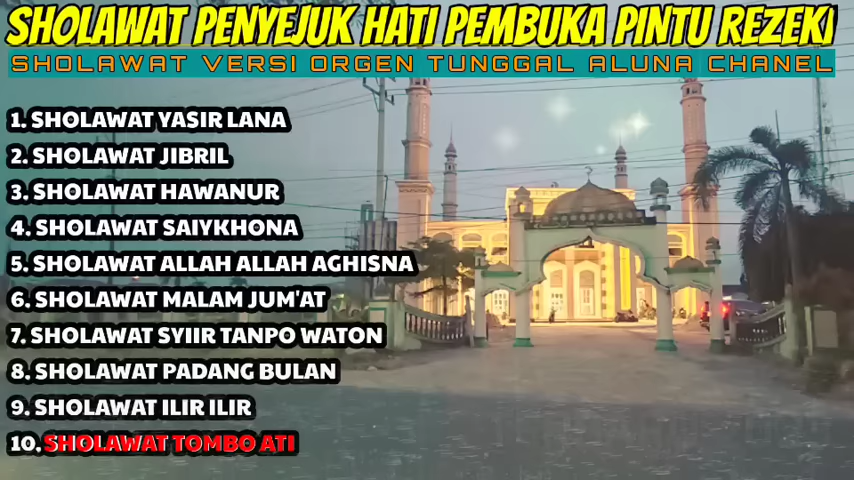 SHOLAWAT PENYEJUK HATI PEMBUKA PINTU REZEKI
SHOLAWAT VERSI ORGEN TUNGGAL ALUNA CHANEL
1. SHOLAWAT YASIR LANA
2. SHOLAWAT JIBRIL
3. SHOLAWAT HAWANUR
4. SHOLAWAT SAIYKHONA
5. SHOLAWAT ALLAH ALLAH AGHISNA
6. SHOLAWAT MALAM JUM'AT
7. SHOLAWAT SYIIR TANPO WATON
8. SHOLAWAT PADANG BULAN
9. SHOLAWAT ILIR ILIR
10. SHOLAWAT TOMBO ATI